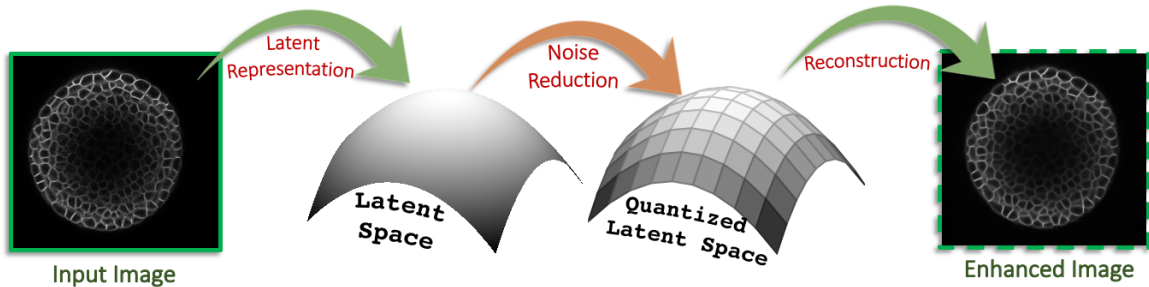 Latent
Representation
Noise
Reduction
Reconstruction
Latent
Space
Quantized
Latent Space
Input Image
Enhanced Image